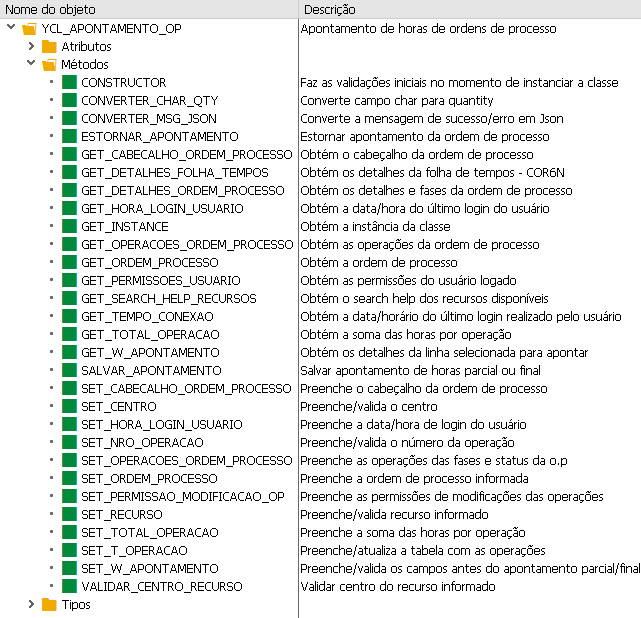 Nome do objeto Descrição
YCL_APONTAMENTO_OP Apontamento de horas de ordens de processo
Atributos
Métodos
CONSTRUCTOR Faz as validações iniciais no momento de instanciar a classe
CONVERTER_CHAR_QTY Converte campo char para quantity
CONVERTER_MSG_JSON Converte a mensagem de sucesso/erro em Json
ESTORNAR_APONTAMENTO Estornar apontamento da ordem de processo
GET_CABECALHO_ORDEM_PROCESSO Obtém o cabeçalho da ordem de processo
GET_DETALHES_FOLHA_TEMPOS Obtém os detalhes da folha de tempos - COR6N
GET_DETALHES_ORDEM_PROCESSO Obtém os detalhes e fases da ordem de processo
GET_HORA_LOGIN_USUARIO Obtém a data/hora do último login do usuário
GET_INSTANCE Obtém a instância da classe
GET_OPERACOES_ORDEM_PROCESSO Obtém as operações da ordem de processo
GET_ORDEM_PROCESSO Obtém a ordem de processo
GET_PERMISSOES_USUARIO Obtém as permissões do usuário logado
GET_SEARCH_HELP_RECURSOS Obtém o search help dos recursos disponíveis
GET_TEMPO_CONEXAO Obtém a data/horário do último login realizado pelo usuário
GET_TOTAL_OPERACAO Obtém a soma das horas por operação
GET_W_APONTAMENTO Obtém os detalhes da linha selecionada para apontar
SALVAR_APONTAMENTO Salvar apontamento de horas parcial ou final
SET_CABECALHO_ORDEM_PROCESSO Preenche o cabeçalho da ordem de processo
SET_CENTRO Preenche/valida o centro
SET_HORA_LOGIN_USUARIO Preenche a data/hora de login do usuário
SET_NRO_OPERACAO Preenche/valida o número da operação
SET_OPERACOES_ORDEM_PROCESSO Preenche as operações das fases e status da o.p
SET_ORDEM_PROCESSO Preenche a ordem de processo informada
SET_PERMISSAO_MODIFICACAO_OP Preenche as permissões de modificações das operações
SET_RECURSO Preenche/valida recurso informado
SET_TOTAL_OPERACAO Preenche a soma das horas por operação
SET_T_OPERACAO Preenche/atualiza a tabela com as operações
SET_W_APONTAMENTO Preenche/valida os campos antes do apontamento parcial/final
VALIDAR_CENTRO_RECURSO Validar centro do recurso informado
Tipos